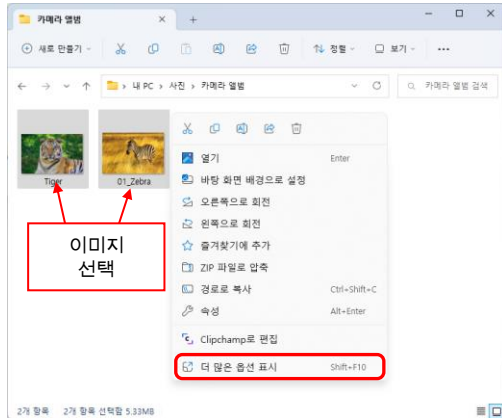 카메라 앨범
새로 만들기
정렬
보기
내 PC > 사진 > 카메라 앨범
카메라 앨범 검색
Tiger
01_Zebra
이미지
선택
열기 Enter
바탕 화면 배경으로 설정
오른쪽으로 회전
왼쪽으로 회전
즐겨찾기에 추가
ZIP 파일로 압축
경로로 복사 Ctrl+Shift+C
속성 Alt+Enter
Clipchamp로 편집
더 많은 옵션 표시 Shift+F10
2개 항목 2개 항목 선택함 5.33MB